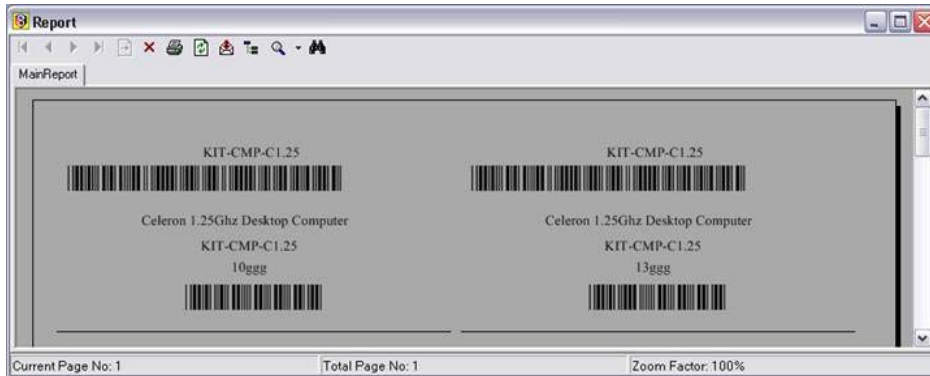 Report
MainReport
KIT-CMP-C1.25
Celeron 1.25Ghz Desktop Computer
KIT-CMP-C1.25
10ggg
KIT-CMP-C1.25
Celeron 1.25Ghz Desktop Computer
KIT-CMP-C1.25
13ggg
Current Page No: 1
Total Page No: 1
Zoom Factor: 100%